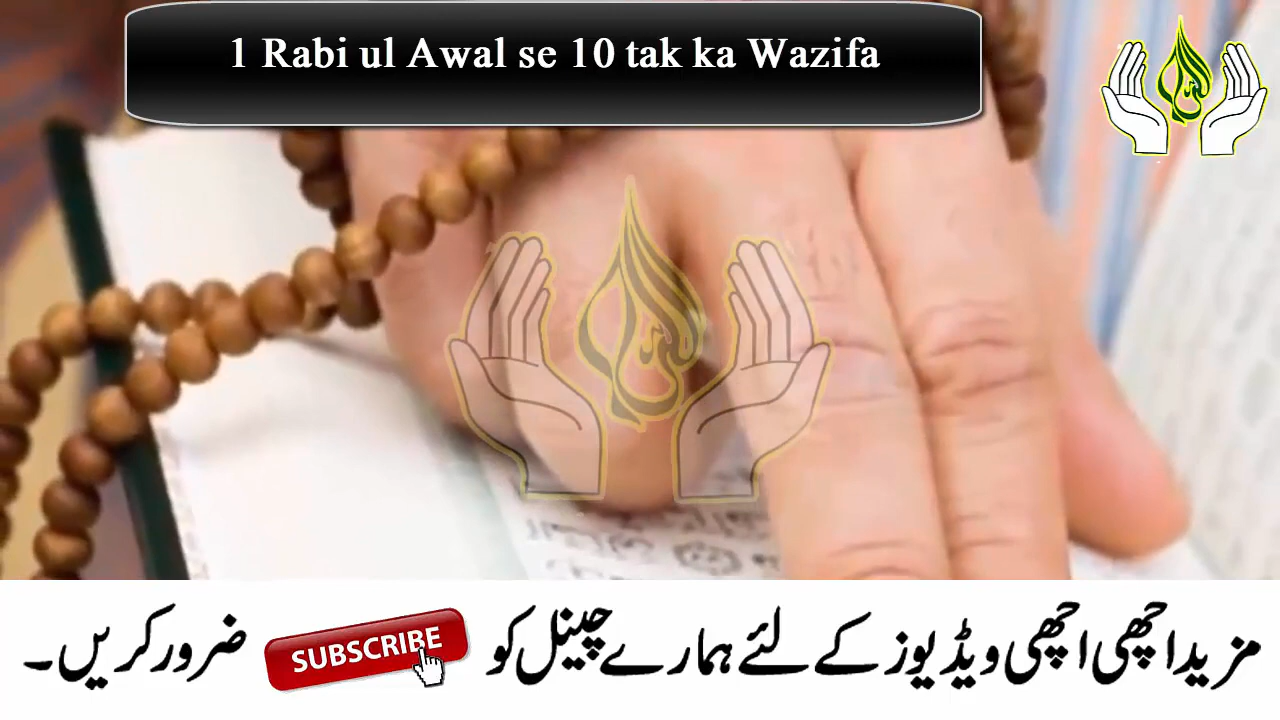 1 Rabi ul Awal se 10 tak ka Wazifa
مزید اچھی اچھی ویڈیوز کے لئے ہمارے چینل کو SUBSCRIBE ضرور کریں۔